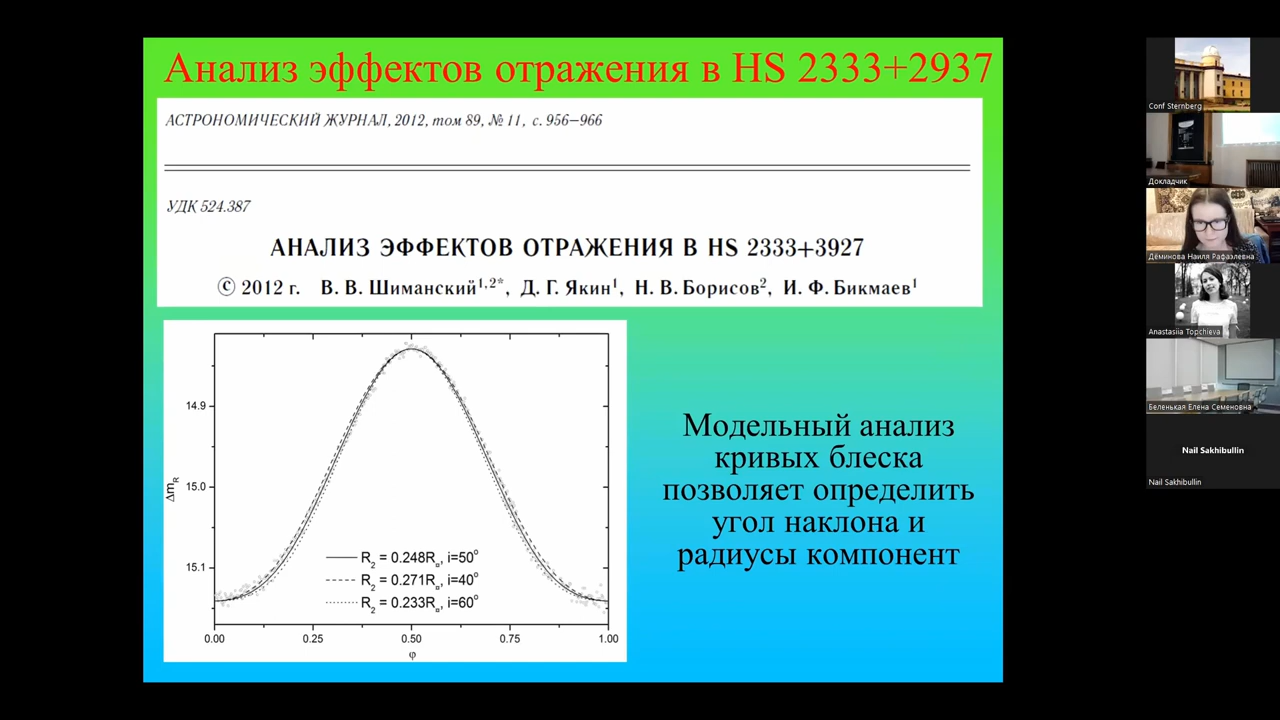 Анализ эффектов отражения в HS 2333+2937
АСТРОНОМИЧЕСКИЙ ЖУРНАЛ, 2012, том 89, № 11, с. 956–966
УДК 524.387
АНАЛИЗ ЭФФЕКТОВ ОТРАЖЕНИЯ В HS 2333+3927
© 2012 г. В. В. Шиманский1,2*, Д. Г. Якин1, Н. В. Борисов2, И. Ф. Бикмаев1
14.9
15.0
15.1
ΔmR
R2 = 0.248R¤, i=50°
R2 = 0.271R¤, i=40°
R2 = 0.233R¤, i=60°
0.00 0.25 0.50 0.75 1.00
φ
Модельный анализ
кривых блеска
позволяет определить
угол наклона и
радиусы компонент
Conf Sternberg
Докладчик
Дёминова Наиля Рафаэлевна
Anastasiia Topchieva
Беленькая Елена Семеновна
Nail Sakhibullin
Nail Sakhibullin